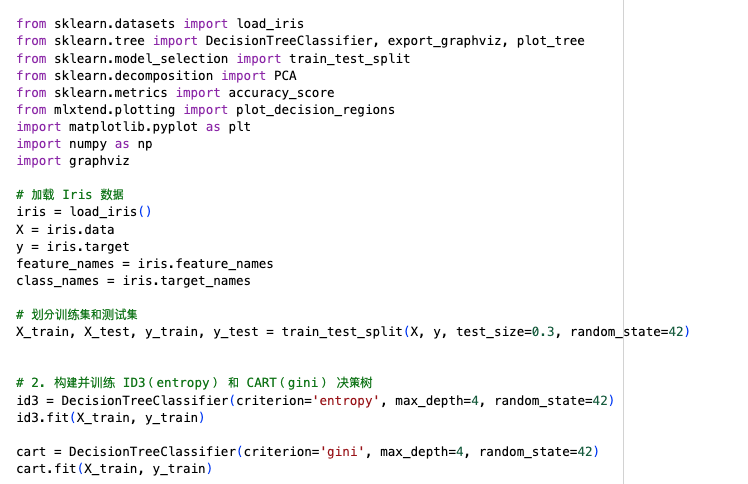 from sklearn.datasets import load_iris
from sklearn.tree import DecisionTreeClassifier, export_graphviz, plot_tree
from sklearn.model_selection import train_test_split
from sklearn.decomposition import PCA
from sklearn.metrics import accuracy_score
from mlxtend.plotting import plot_decision_regions
import matplotlib.pyplot as plt
import numpy as np
import graphviz
# 加载 Iris 数据
iris = load_iris()
X = iris.data
y = iris.target
feature_names = iris.feature_names
class_names = iris.target_names
# 划分训练集和测试集
X_train, X_test, y_train, y_test = train_test_split(X, y, test_size=0.3, random_state=42)
# 2. 构建并训练 ID3（entropy）和 CART（gini）决策树
id3 = DecisionTreeClassifier(criterion='entropy', max_depth=4, random_state=42)
id3.fit(X_train, y_train)
cart = DecisionTreeClassifier(criterion='gini', max_depth=4, random_state=42)
cart.fit(X_train, y_train)